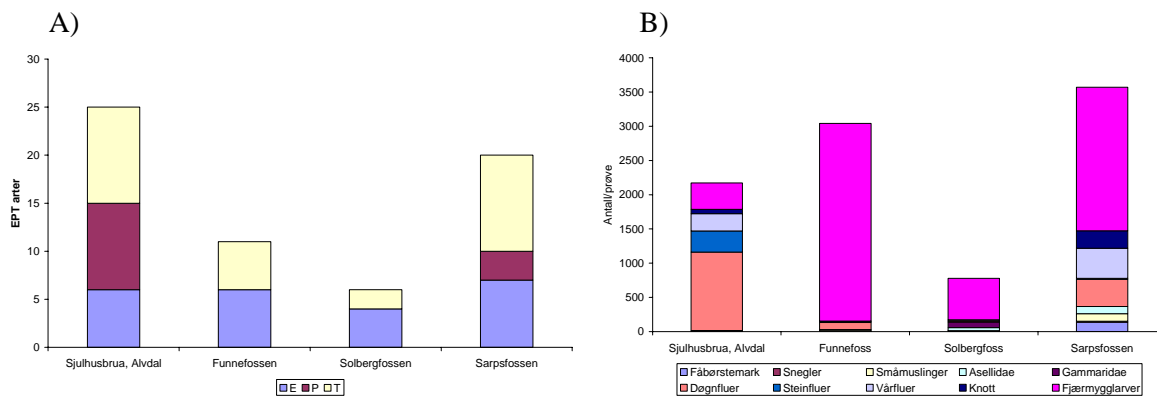 A)
EPT arter
30
25
20
15
10
5
0
Sjulhusbrua, Alvdal Funnefossen Solbergfossen Sarpsfossen
E P T
B)
Antall/prøve
4000
3500
3000
2500
2000
1500
1000
500
0
Sjulhusbrua, Alvdal Funnefoss Solbergfoss Sarpsfossen
Fåbørstemark Snegler Småmuslinger Asellidae Gammaridae
Døgnfluer Steinfluer Vårfluer Knott Fjærmygglarver